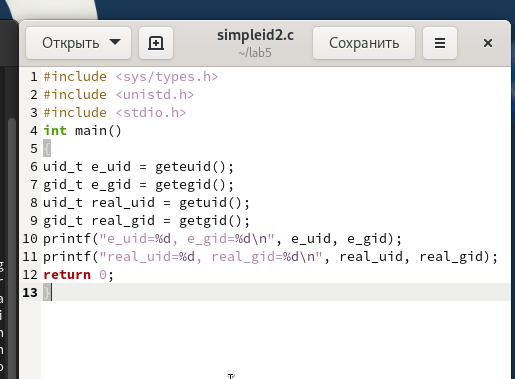 Открыть
simpleid2.c
~/lab5
Сохранить
1 #include <sys/types.h>
2 #include <unistd.h>
3 #include <stdio.h>
4 int main()
5 {
6 uid_t e_uid = geteuid();
7 gid_t e_gid = getegid();
8 uid_t real_uid = getuid();
9 gid_t real_gid = getgid();
10 printf("e_uid=%d, e_gid=%d\n", e_uid, e_gid);
11 printf("real_uid=%d, real_gid=%d\n", real_uid, real_gid);
12 return 0;
13 }